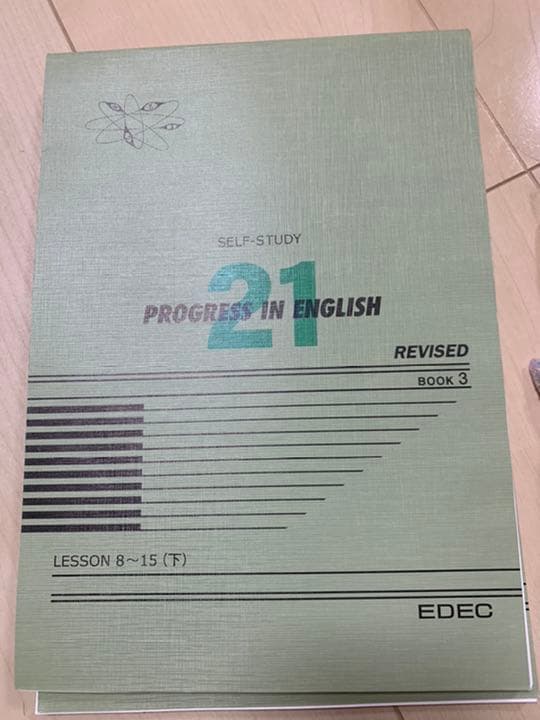 SELF-STUDY
21
PROGRESS IN ENGLISH
REVISED
BOOK 3
LESSON 8～15（下）
EDEC